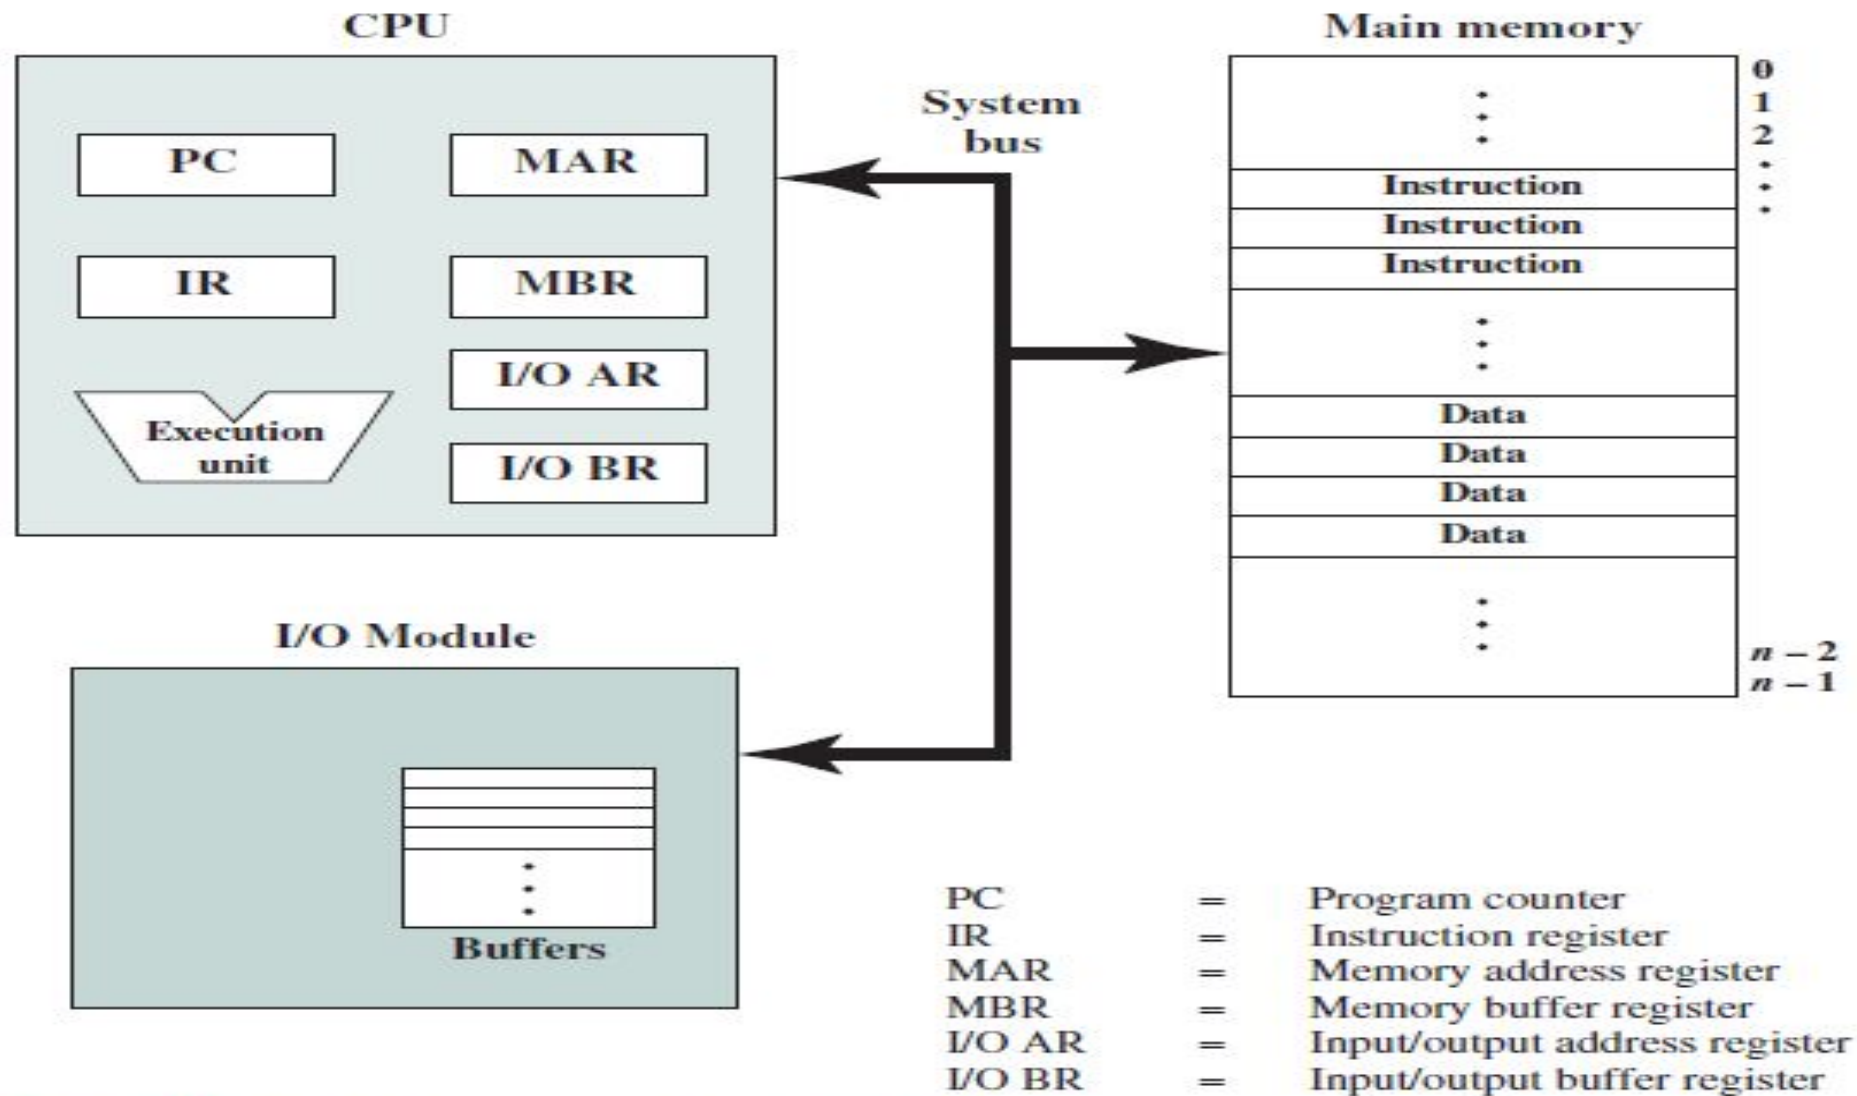 CPU
PC
MAR
IR
MBR
I/O AR
I/O BR
Execution
unit
System
bus
Main memory
0
1
2
Instruction
Instruction
Instruction
Data
Data
Data
Data
n – 2
n – 1
I/O Module
Buffers
PC = Program counter
IR = Instruction register
MAR = Memory address register
MBR = Memory buffer register
I/O AR = Input/output address register
I/O BR = Input/output buffer register